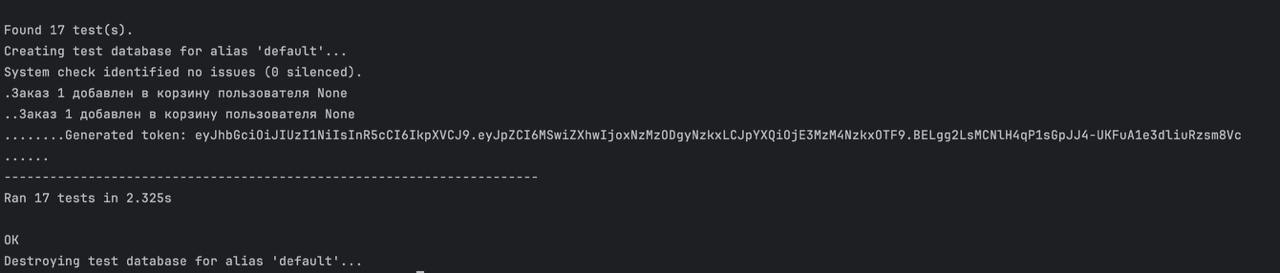 Found 17 test(s).
Creating test database for alias 'default'...
System check identified no issues (0 silenced).
.Заказ 1 добавлен в корзину пользователя None
..Заказ 1 добавлен в корзину пользователя None
........Generated token: eyJhbGciOiJIUzI1NiIsInR5cCI6IkpXVCJ9.eyJpZCI6MSwiZXhwIjoxNzMzODgyNzkxLCJpYXQiOjE3MzM4NzkxOTF9.BELgg2LsMCNlH4qP1sGpJJ4-UKFuA1e3dliuRzsm8Vc
......
----------------------------------------------------------------------
Ran 17 tests in 2.325s
OK
Destroying test database for alias 'default'...